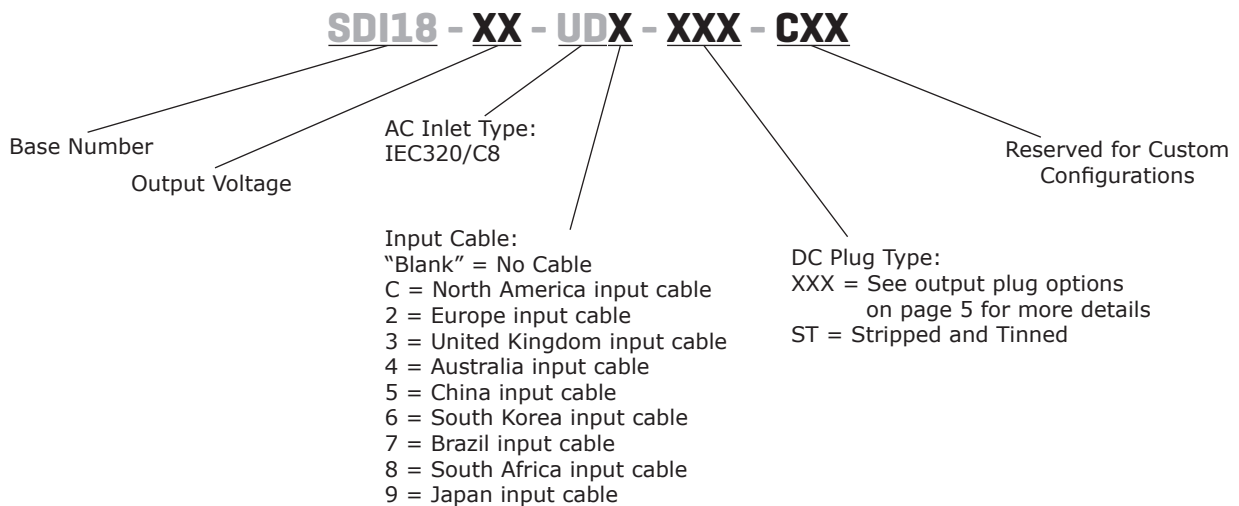 SDI18 - XX - UDX - XXX - CXX
Base Number
Output Voltage
AC Inlet Type:
IEC320/C8
Input Cable:
“Blank” = No Cable
C = North America input cable
2 = Europe input cable
3 = United Kingdom input cable
4 = Australia input cable
5 = China input cable
6 = South Korea input cable
7 = Brazil input cable
8 = South Africa input cable
9 = Japan input cable
DC Plug Type:
XXX = See output plug options
on page 5 for more details
ST = Stripped and Tinned
Reserved for Custom
Configurations